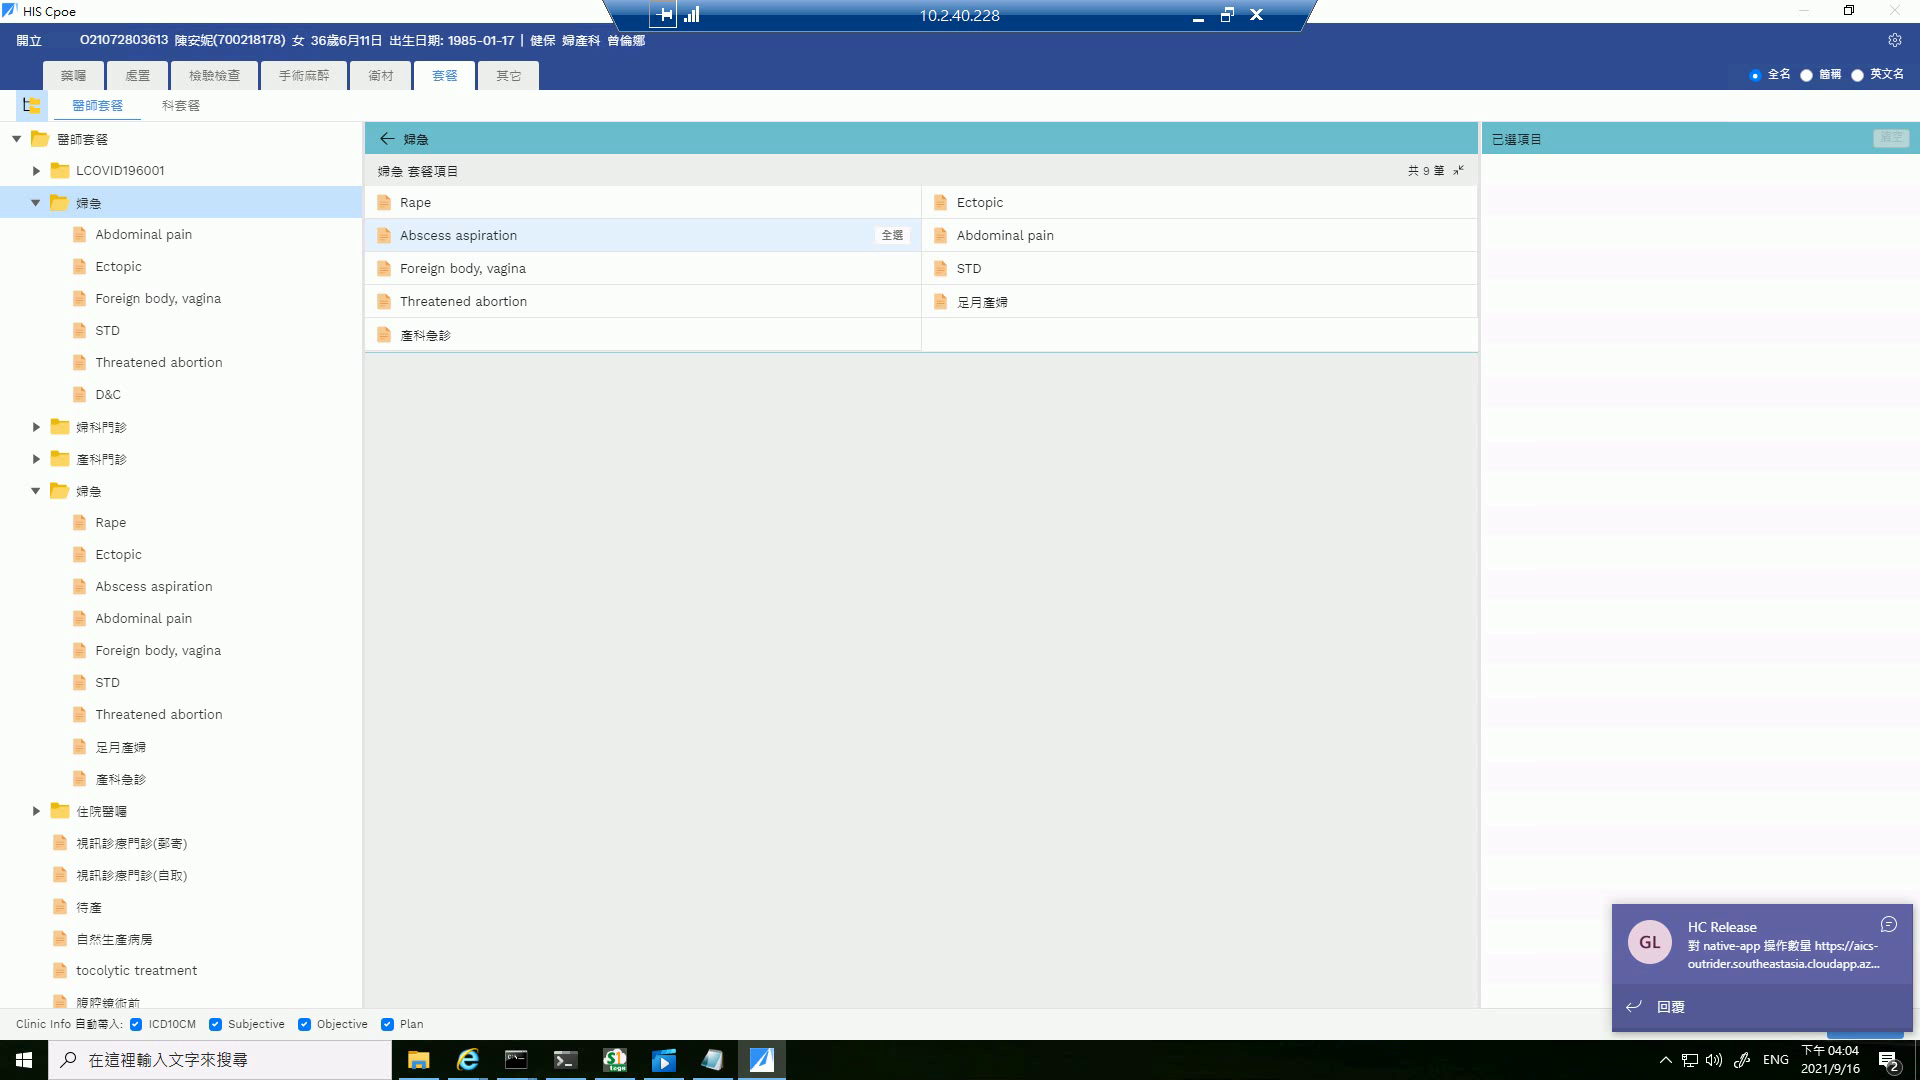 HIS Cpoe
10.2.40.228
開立
O21072803613 陳安妮(700218178) 女 36歲6月11日 出生日期: 1985-01-17 | 健保 婦產科 曾倫娜
藥囑
處置
檢驗檢查
手術麻醉
衛材
套餐
其它
全名
簡稱
英文名
醫師套餐
科套餐
醫師套餐
LCOVID196001
婦急
Abdominal pain
Ectopic
Foreign body, vagina
STD
Threatened abortion
D&C
婦科門診
產科門診
婦急
Rape
Ectopic
Abscess aspiration
Abdominal pain
Foreign body, vagina
STD
Threatened abortion
足月產婦
產科急診
住院醫囑
視訊診療門診(郵寄)
視訊診療門診(自取)
待產
自然生產病房
tocolytic treatment
腹腔鏡術前
婦急
婦急 套餐項目
共 9 筆
Rape
Ectopic
Abscess aspiration
全選
Abdominal pain
Foreign body, vagina
STD
Threatened abortion
足月產婦
產科急診
已選項目
清空
GL
HC Release
對 native-app 操作數量 https://aics-
outrider.southeastasia.cloudapp.az...
回覆
Clinic Info 自動帶入: ICD10CM Subjective Objective Plan
在這裡輸入文字來搜尋
ENG
下午 04:04
2021/9/16
2